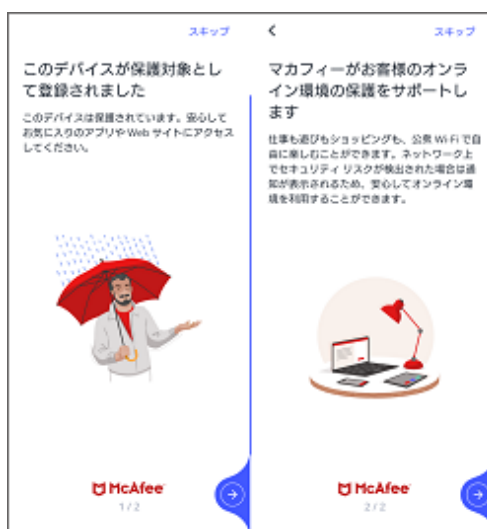 スキップ
このデバイスが保護対象とし
て登録されました
このデバイスは保護されています。安心して
お気に入りのアプリや Web サイトにアクセス
してください。
McAfee
1 / 2
スキップ
マカフィーがお客様のオンラ
イン環境の保護をサポートし
ます
仕事も遊びもショッピングも、公衆 Wi-Fi で自
由に楽しむことができます。ネットワーク上
でセキュリティ リスクが検出された場合は通
知が表示されるため、安心してオンライン環
境を利用することができます。
McAfee
2 / 2